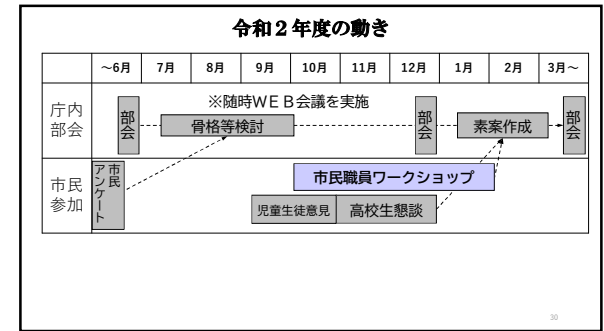 令和２年度の動き
～6月 7月 8月 9月 10月 11月 12月 1月 2月 3月～
庁内
部会
※随時ＷＥＢ会議を実施
部会
骨格等検討
部会
素案作成
部会
市民
参加
市民
アンケート
市民職員ワークショップ
児童生徒意見
高校生懇談
30